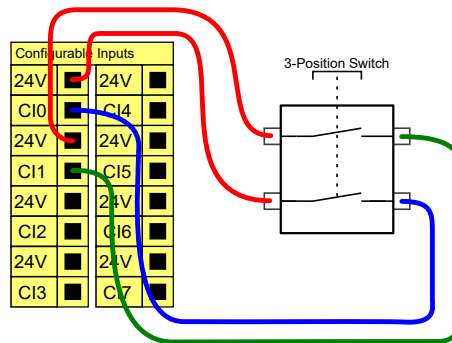 3-Position Switch
Configurable Inputs
24V 24V
CI0 CI4
24V 24V
CI1 CI5
24V 24V
CI2 CI6
24V 24V
CI3 CI7